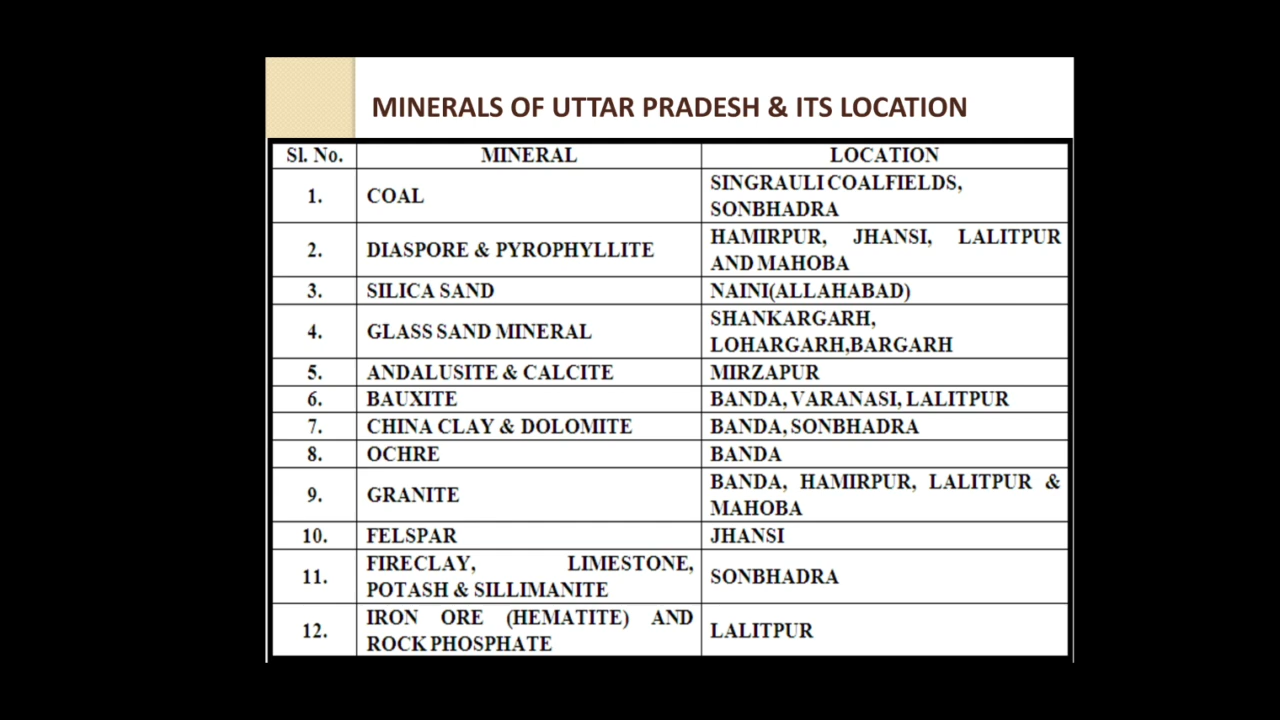 MINERALS OF UTTAR PRADESH & ITS LOCATION
Sl. No. MINERAL LOCATION
1. COAL SINGRAULI COALFIELDS,
SONBHADRA
2. DIASPORE & PYROPHYLLITE HAMIRPUR, JHANSI, LALITPUR
AND MAHOBA
3. SILICA SAND NAINI(ALLAHABAD)
4. GLASS SAND MINERAL SHANKARGARH,
LOHARGARH,BARGARH
5. ANDALUSITE & CALCITE MIRZAPUR
6. BAUXITE BANDA, VARANASI, LALITPUR
7. CHINA CLAY & DOLOMITE BANDA, SONBHADRA
8. OCHRE BANDA
9. GRANITE BANDA, HAMIRPUR, LALITPUR &
MAHOBA
10. FELSPAR JHANSI
11. FIRECLAY, LIMESTONE,
POTASH & SILLIMANITE SONBHADRA
12. IRON ORE (HEMATITE) AND
ROCK PHOSPHATE LALITPUR